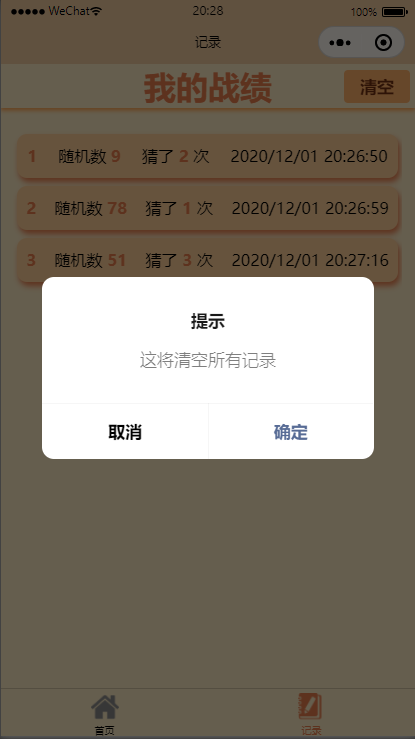 ●●●●● WeChat 20:28 100%
记录
我的战绩 清空
1 随机数 9 猜了 2 次 2020/12/01 20:26:50
2 随机数 78 猜了 1 次 2020/12/01 20:26:59
3 随机数 51 猜了 3 次 2020/12/01 20:27:16
提示
这将清空所有记录
取消 确定
首页 记录